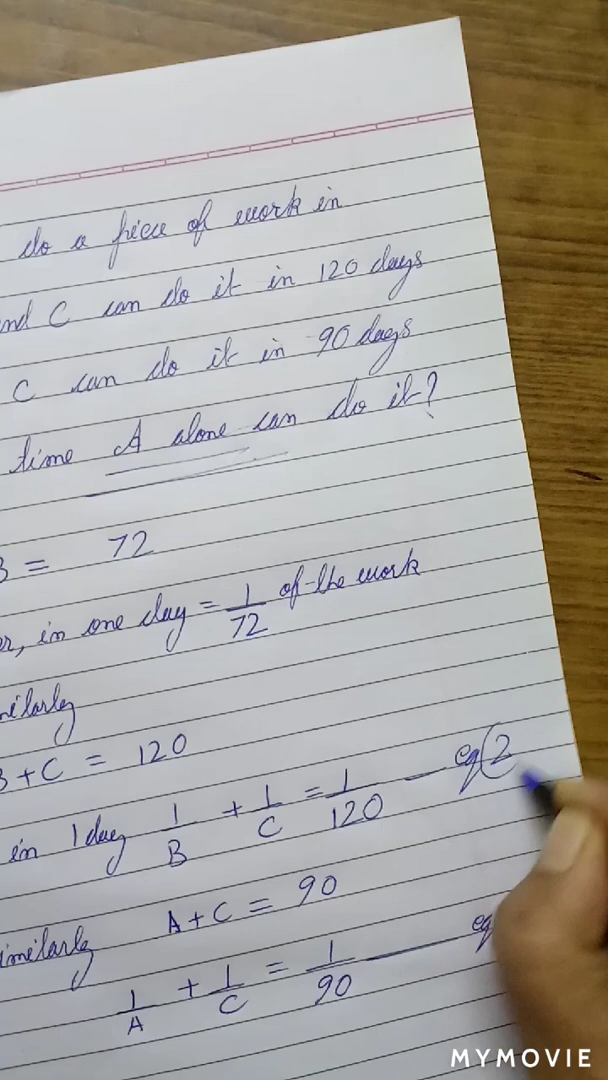 do a piece of work in
and C can do it in 120 days
C can do it in 90 days
time A alone can do it?
B = 72
er, in one day = 1/72 of the work
milarly
B + C = 120
in 1 day 1/B + 1/C = 1/120 — eq(2
imilarly A + C = 90
1/A + 1/C = 1/90 — eq
MYMOVIE